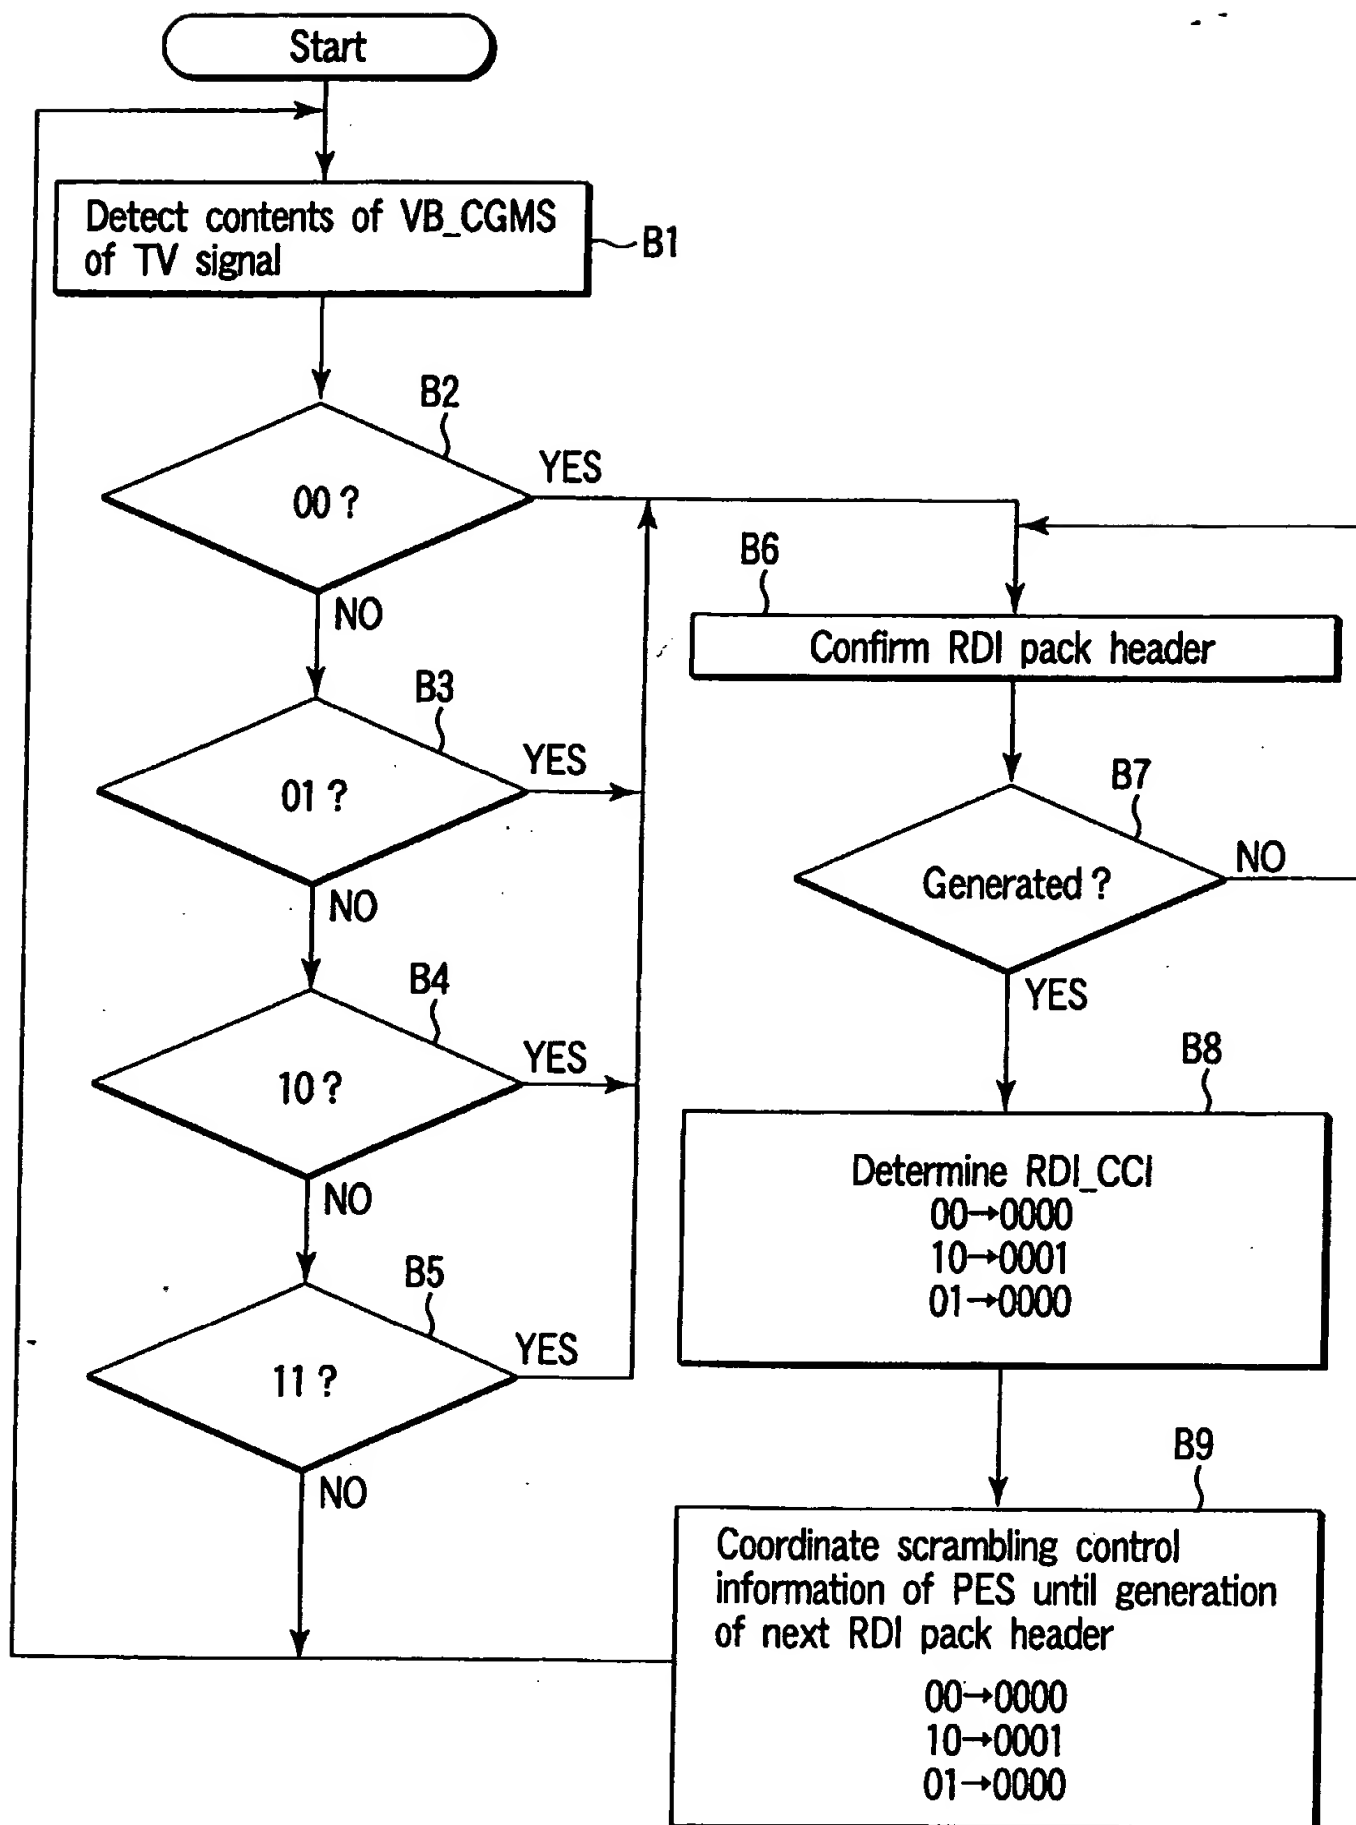 Start
Detect contents of VB_CGMS
of TV signal
B1
B2
00 ?
YES
NO
B3
01 ?
YES
NO
B4
10 ?
YES
NO
B5
11 ?
YES
NO
B6
Confirm RDI pack header
B7
Generated ?
NO
YES
B8
Determine RDI_CCI
00→0000
10→0001
01→0000
B9
Coordinate scrambling control
information of PES until generation
of next RDI pack header
00→0000
10→0001
01→0000